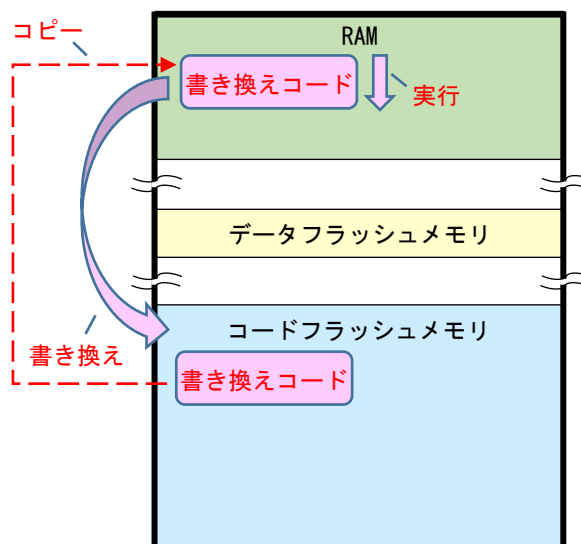 コピー
RAM
書き換えコード
実行
データフラッシュメモリ
コードフラッシュメモリ
書き換え
書き換えコード